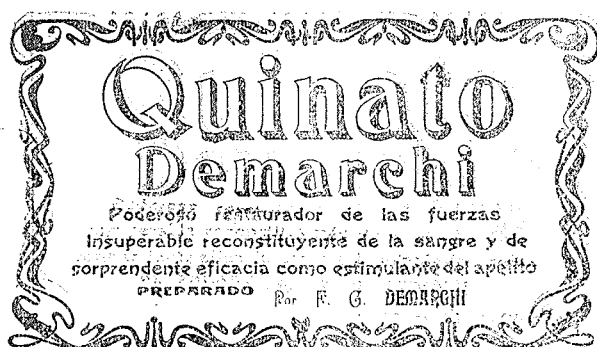 Quinato
Demarchi
Poderoso restaurador de las fuerzas
Insuperable reconstituyente de la sangre y de
sorprendente eficacia como estimulante del apetito
PREPARADO Por F. G. DEMARCHI